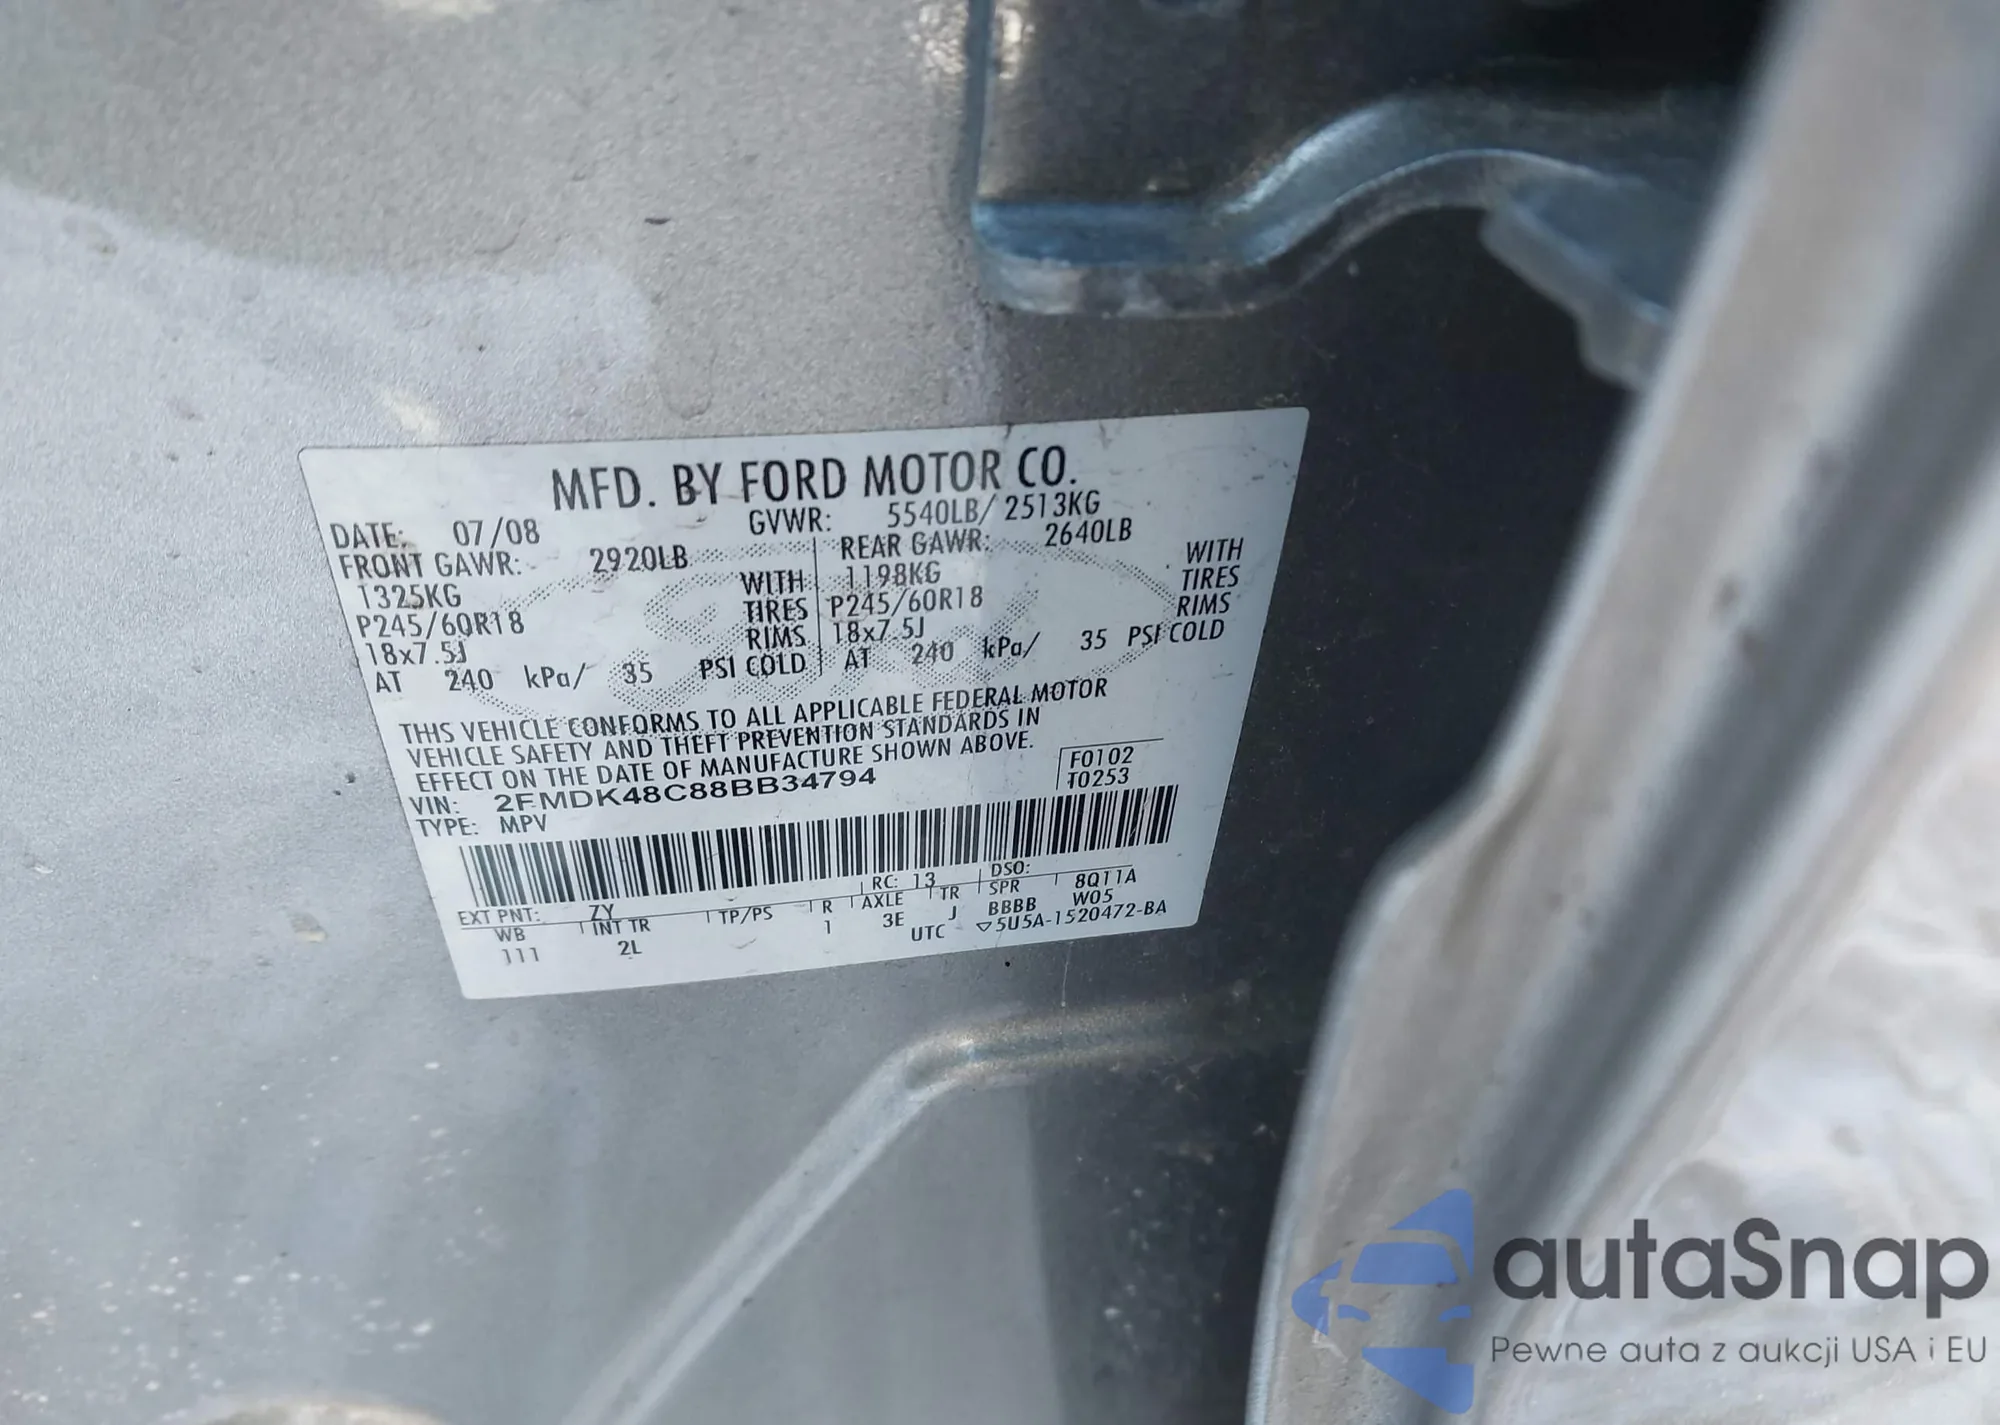 MFD. BY FORD MOTOR CO.
DATE: 07/08 GVWR: 5540LB/ 2513KG
FRONT GAWR: 2920LB REAR GAWR: 2640LB
1325KG WITH 1198KG WITH
P245/60R18 TIRES P245/60R18 TIRES
18x7.5J RIMS 18x7.5J RIMS
AT 240 kPa/ 35 PSI COLD AT 240 kPa/ 35 PSI COLD
THIS VEHICLE CONFORMS TO ALL APPLICABLE FEDERAL MOTOR
VEHICLE SAFETY AND THEFT PREVENTION STANDARDS IN
EFFECT ON THE DATE OF MANUFACTURE SHOWN ABOVE.
VIN: 2FMDK48C88BB34794 F0102
TYPE: MPV T0253
EXT PNT: ZY RC: 13 DSO: 8Q11A
WB INT TR TP/PS R AXLE TR SPR W05
111 2L 1 3E J BBBB
UTC ▽5U5A-1520472-BA
autaSnap
Pewne auta z aukcji USA i EU